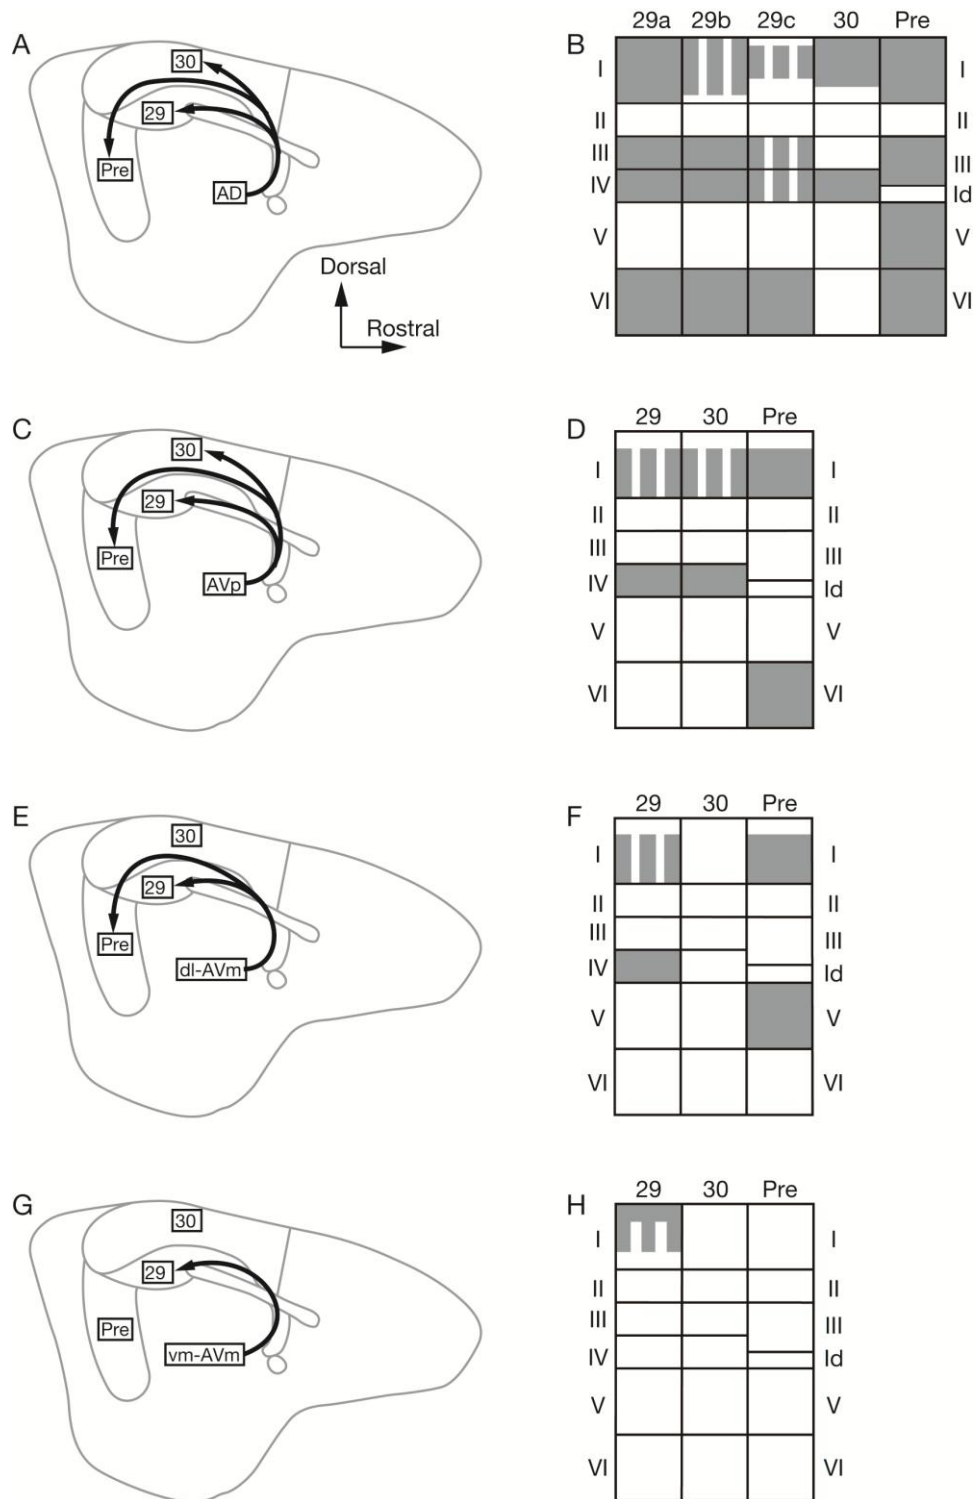 A
30
29
Pre
AD
Dorsal
Rostral
B
29a 29b 29c 30 Pre
I I
II II
III III
IV Id
V V
VI VI
C
30
29
Pre
AVp
D
29 30 Pre
I I
II II
III III
IV Id
V V
VI VI
E
30
29
Pre
dl-AVm
F
29 30 Pre
I I
II II
III III
IV Id
V V
VI VI
G
30
29
Pre
vm-AVm
H
29 30 Pre
I I
II II
III III
IV Id
V V
VI VI